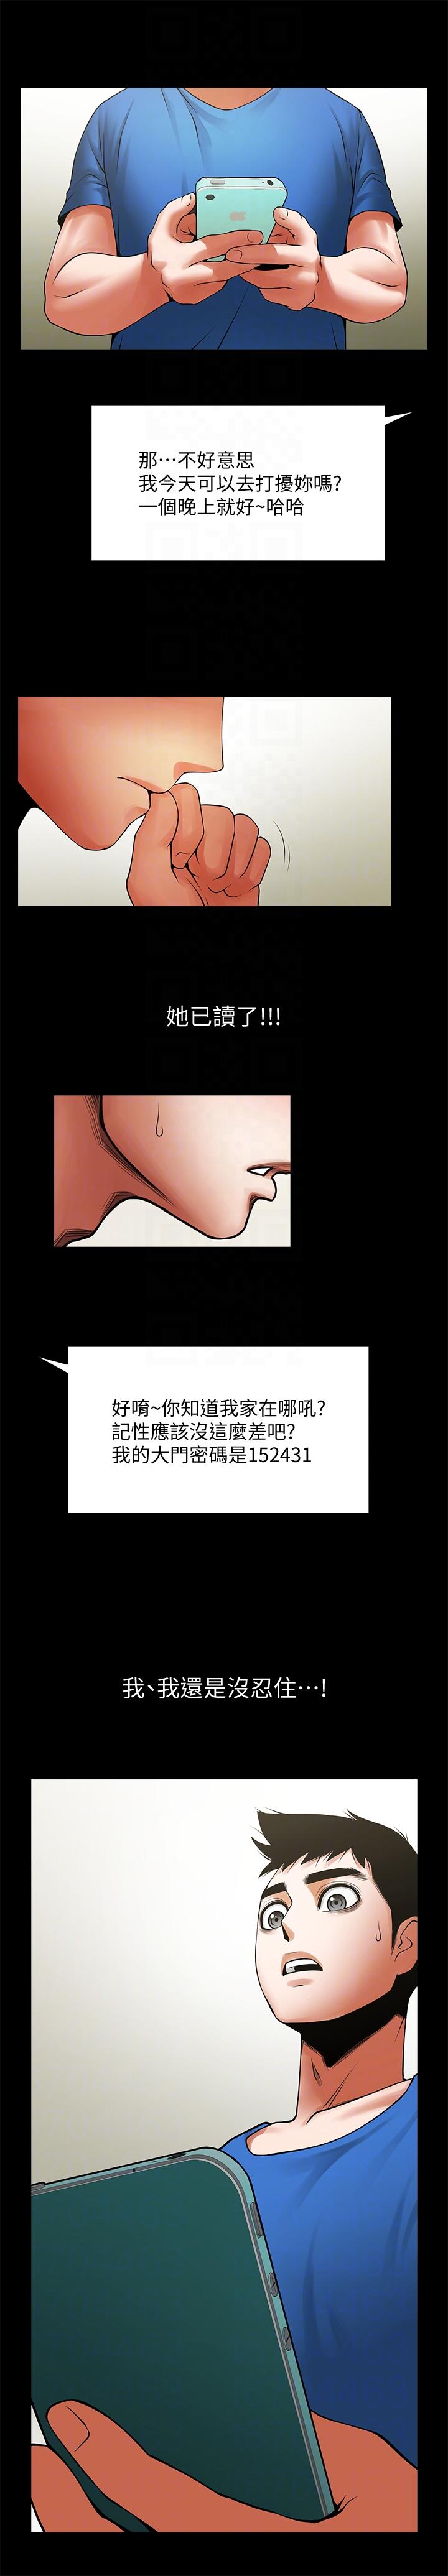 那…不好意思
我今天可以去打擾妳嗎?
一個晚上就好~哈哈
她已讀了!!!
好唷~你知道我家在哪吼?
記性應該沒這麼差吧?
我的大門密碼是152431
我、我還是沒忍住…!